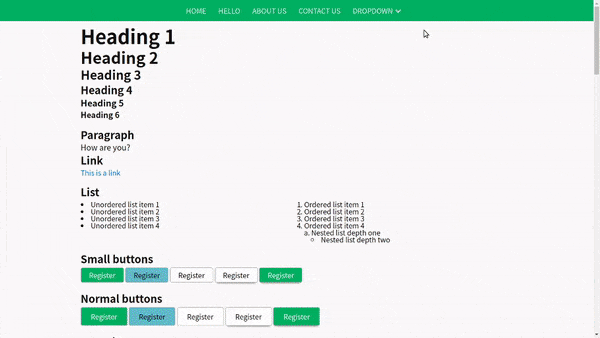 HOME HELLO ABOUT US CONTACT US DROPDOWN
Heading 1
Heading 2
Heading 3
Heading 4
Heading 5
Heading 6
Paragraph
How are you?
Link
This is a link
List
Unordered list item 1
Unordered list item 2
Unordered list item 3
Unordered list item 4
1. Ordered list item 1
2. Ordered list item 2
3. Ordered list item 3
4. Ordered list item 4
a. Nested list depth one
Nested list depth two
Small buttons
Register Register Register Register Register
Normal buttons
Register Register Register Register Register